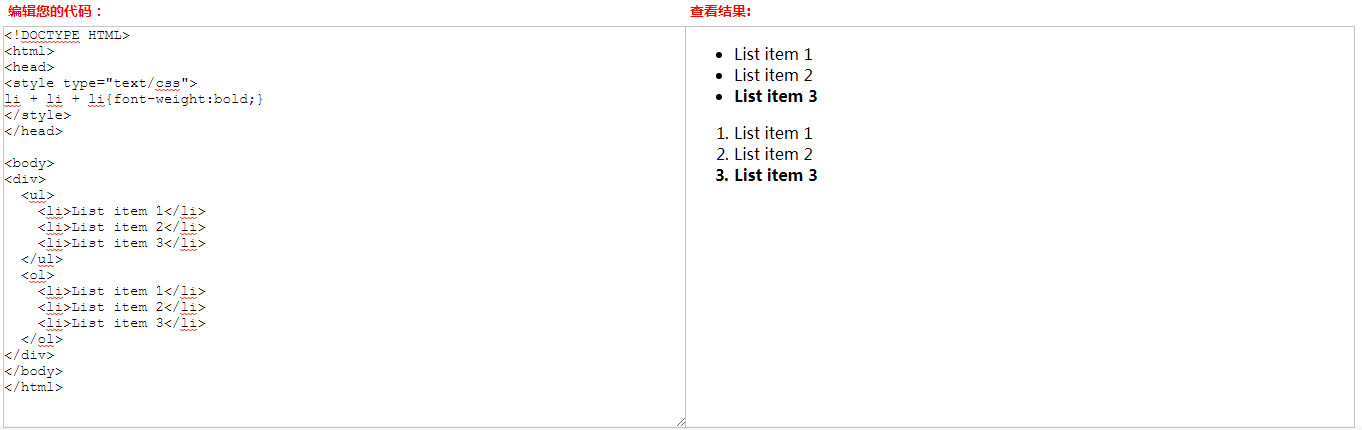 编辑您的代码：
查看结果:
<!DOCTYPE HTML>
<html>
<head>
<style type="text/css">
li + li + li{font-weight:bold;}
</style>
</head>

<body>
<div>
  <ul>
    <li>List item 1</li>
    <li>List item 2</li>
    <li>List item 3</li>
  </ul>
  <ol>
    <li>List item 1</li>
    <li>List item 2</li>
    <li>List item 3</li>
  </ol>
</div>
</body>
</html>
• List item 1
• List item 2
• List item 3
1. List item 1
2. List item 2
3. List item 3